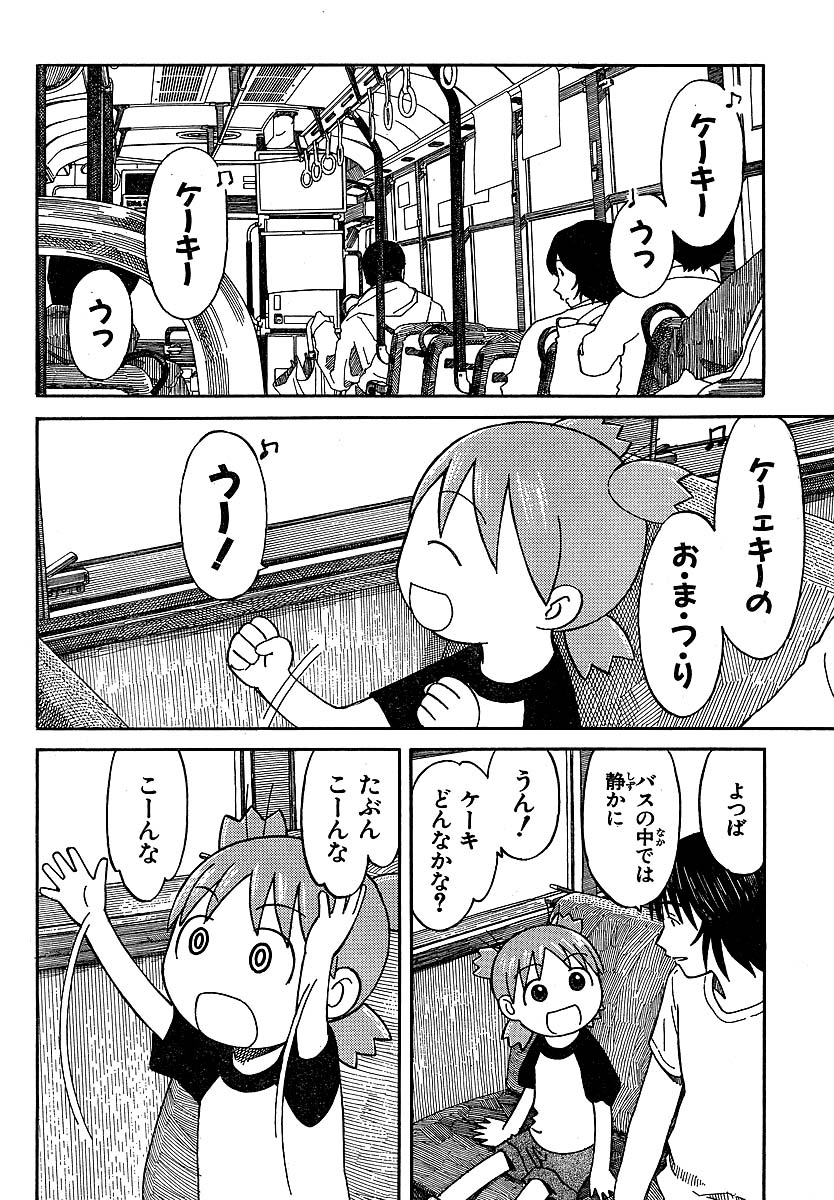 ♪ケーキー
うっ
♪ケーキー
うっ
♫ケーェキーの
お・ま・つ・り
♪うー!
よつば
バスの中では
静かに
うん!
ケーキ
どんなかな?
たぶん
こーんな
こーんな